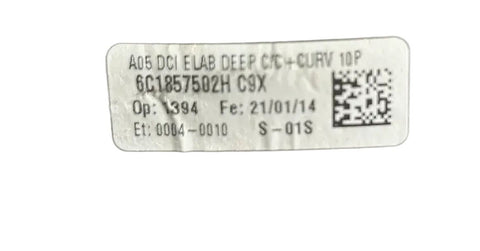 A05 DCI ELAB DEEP C/C+CURV 10P
6C1857502H C9X
Op: 1394 Fe: 21/01/14
Et: 0004-0010 S-01S